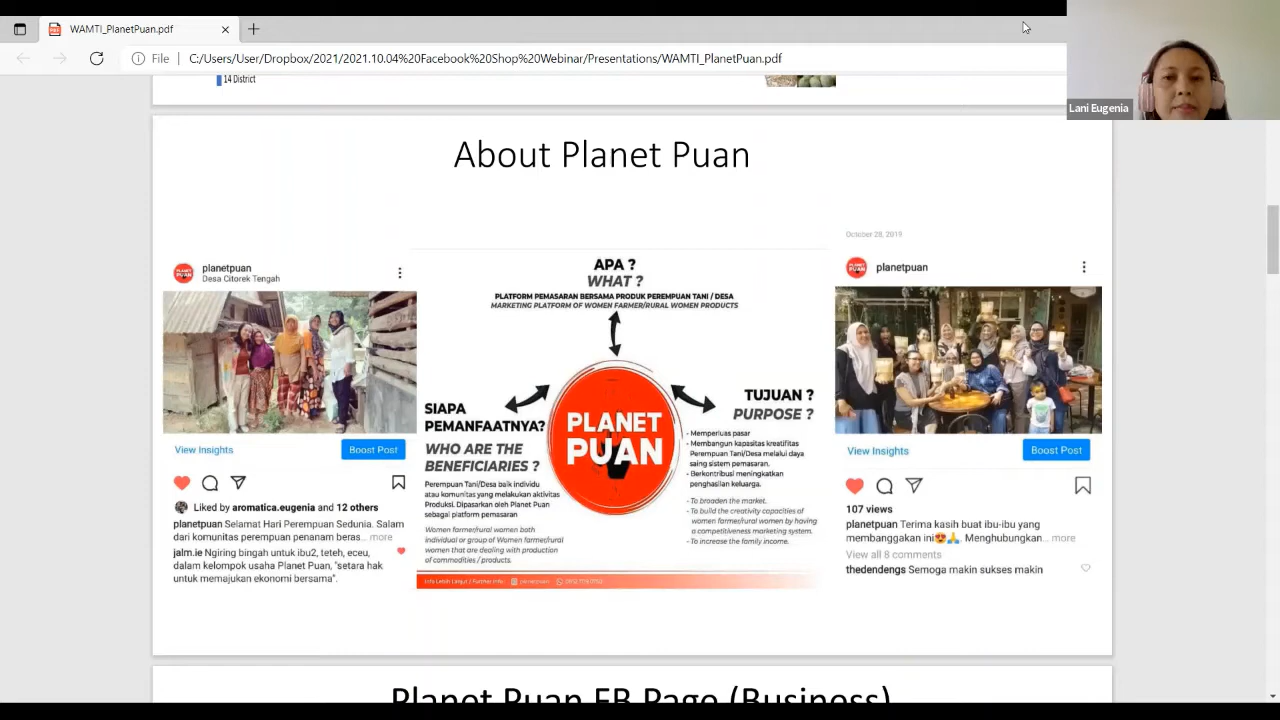 WAMTI_PlanetPuan.pdf
File
C:/Users/User/Dropbox/2021/2021.10.04%20Facebook%20Shop%20Webinar/Presentations/WAMTI_PlanetPuan.pdf
Lani Eugenia
14 District
About Planet Puan
planetpuan
Desa Citorek Tengah
View Insights
Boost Post
Liked by aromatica.eugenia and 12 others
planetpuan Selamat Hari Perempuan Sedunia. Salam
dari komunitas perempuan penanam beras... more
jalm.ie Ngiring bingah untuk ibu2, teteh, eceu,
dalam kelompok usaha Planet Puan, "setara hak
untuk memajukan ekonomi bersama".
APA ?
WHAT ?
PLATFORM PEMASARAN BERSAMA PRODUK PEREMPUAN TANI / DESA
MARKETING PLATFORM OF WOMEN FARMER/RURAL WOMEN PRODUCTS
SIAPA
PEMANFAATNYA?
WHO ARE THE
BENEFICIARIES ?
Perempuan Tani/Desa baik individu
atau komunitas yang melakukan aktivitas
Produksi. Dipasarkan oleh Planet Puan
sebagai platform pemasaran
Women farmer/rural women both
individual or group of Women farmer/rural
women that are dealing with production
of commodities / products.
PLANET
PUAN
TUJUAN ?
PURPOSE ?
- Memperluas pasar
- Membangun kapasitas kreatifitas
Perempuan Tani/Desa melalui daya
saing sistem pemasaran.
- Berkontribusi meningkatkan
penghasilan keluarga.
- To broaden the market.
- To build the creativity capacities of
women farmer/rural women by having
a competitiveness marketing system.
- To increase the family income.
Info Lebih Lanjut / Further Info:
planetpuan
October 28, 2019
planetpuan
View Insights
Boost Post
107 views
planetpuan Terima kasih buat ibu-ibu yang
membanggakan ini😍🙏. Menghubungkan... more
View all 8 comments
thedendengs Semoga makin sukses makin
Planet Puan FB Page (Business)